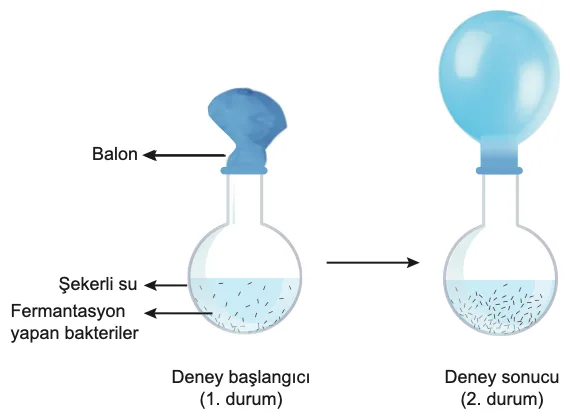 Balon
Şekerli su
Fermantasyon
yapan bakteriler
Deney başlangıcı
(1. durum)
Deney sonucu
(2. durum)